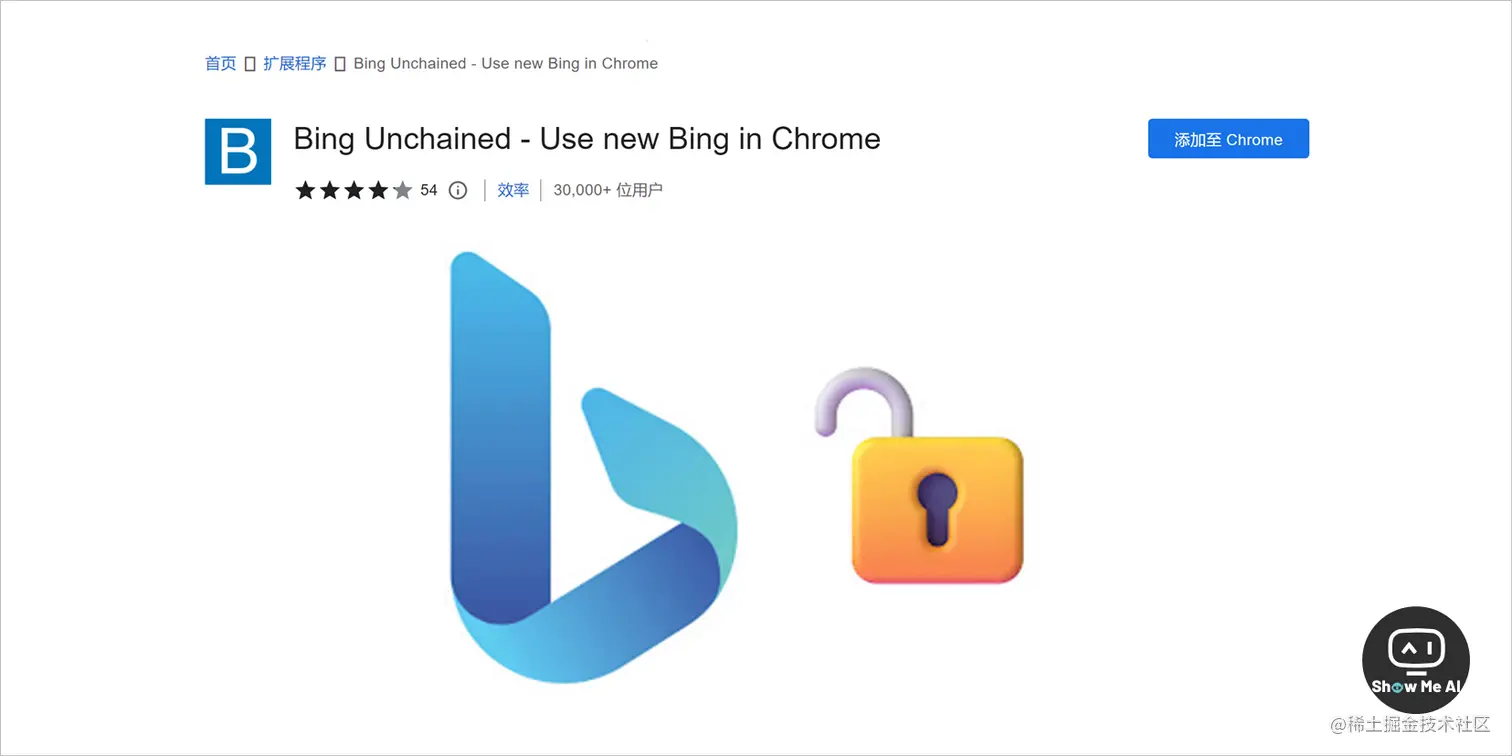 首页 扩展程序 Bing Unchained - Use new Bing in Chrome
B
Bing Unchained - Use new Bing in Chrome
添加至 Chrome
54 效率 30,000+ 位用户
AI
Show Me AI
@稀土掘金技术社区